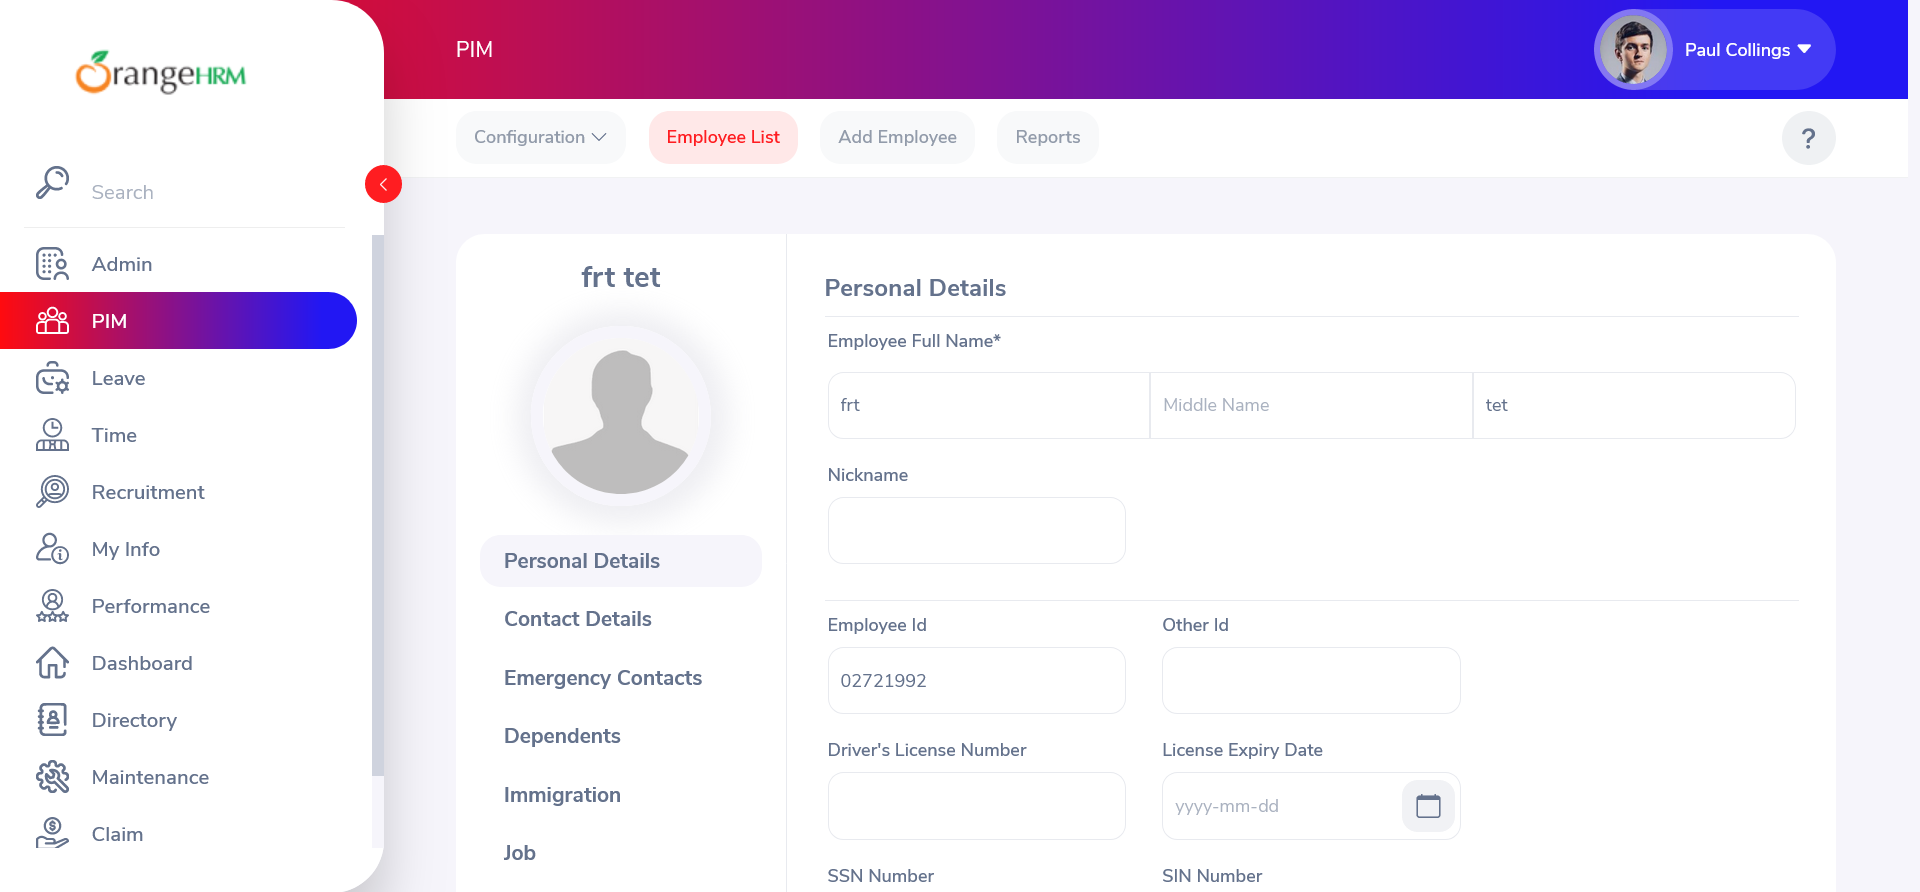 OrangeHRM
Search
Admin
PIM
Leave
Time
Recruitment
My Info
Performance
Dashboard
Directory
Maintenance
Claim
PIM
Paul Collings
Configuration
Employee List
Add Employee
Reports
?
frt tet
Personal Details
Contact Details
Emergency Contacts
Dependents
Immigration
Job
Personal Details
Employee Full Name*
frt
Middle Name
tet
Nickname
Employee Id
Other Id
02721992
Driver's License Number
License Expiry Date
yyyy-mm-dd
SSN Number
SIN Number